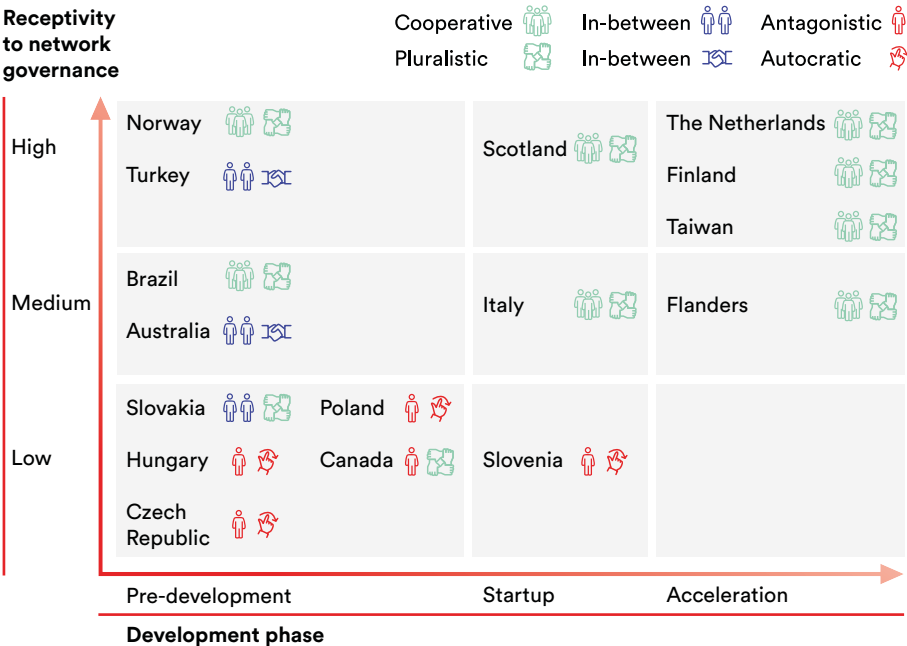 Receptivity
to network
governance
Cooperative In-between Antagonistic
Pluralistic In-between Autocratic
High
Norway
Turkey
Scotland
The Netherlands
Finland
Taiwan
Medium
Brazil
Australia
Italy
Flanders
Low
Slovakia Poland
Hungary Canada
Czech
Republic
Slovenia
Pre-development Startup Acceleration
Development phase